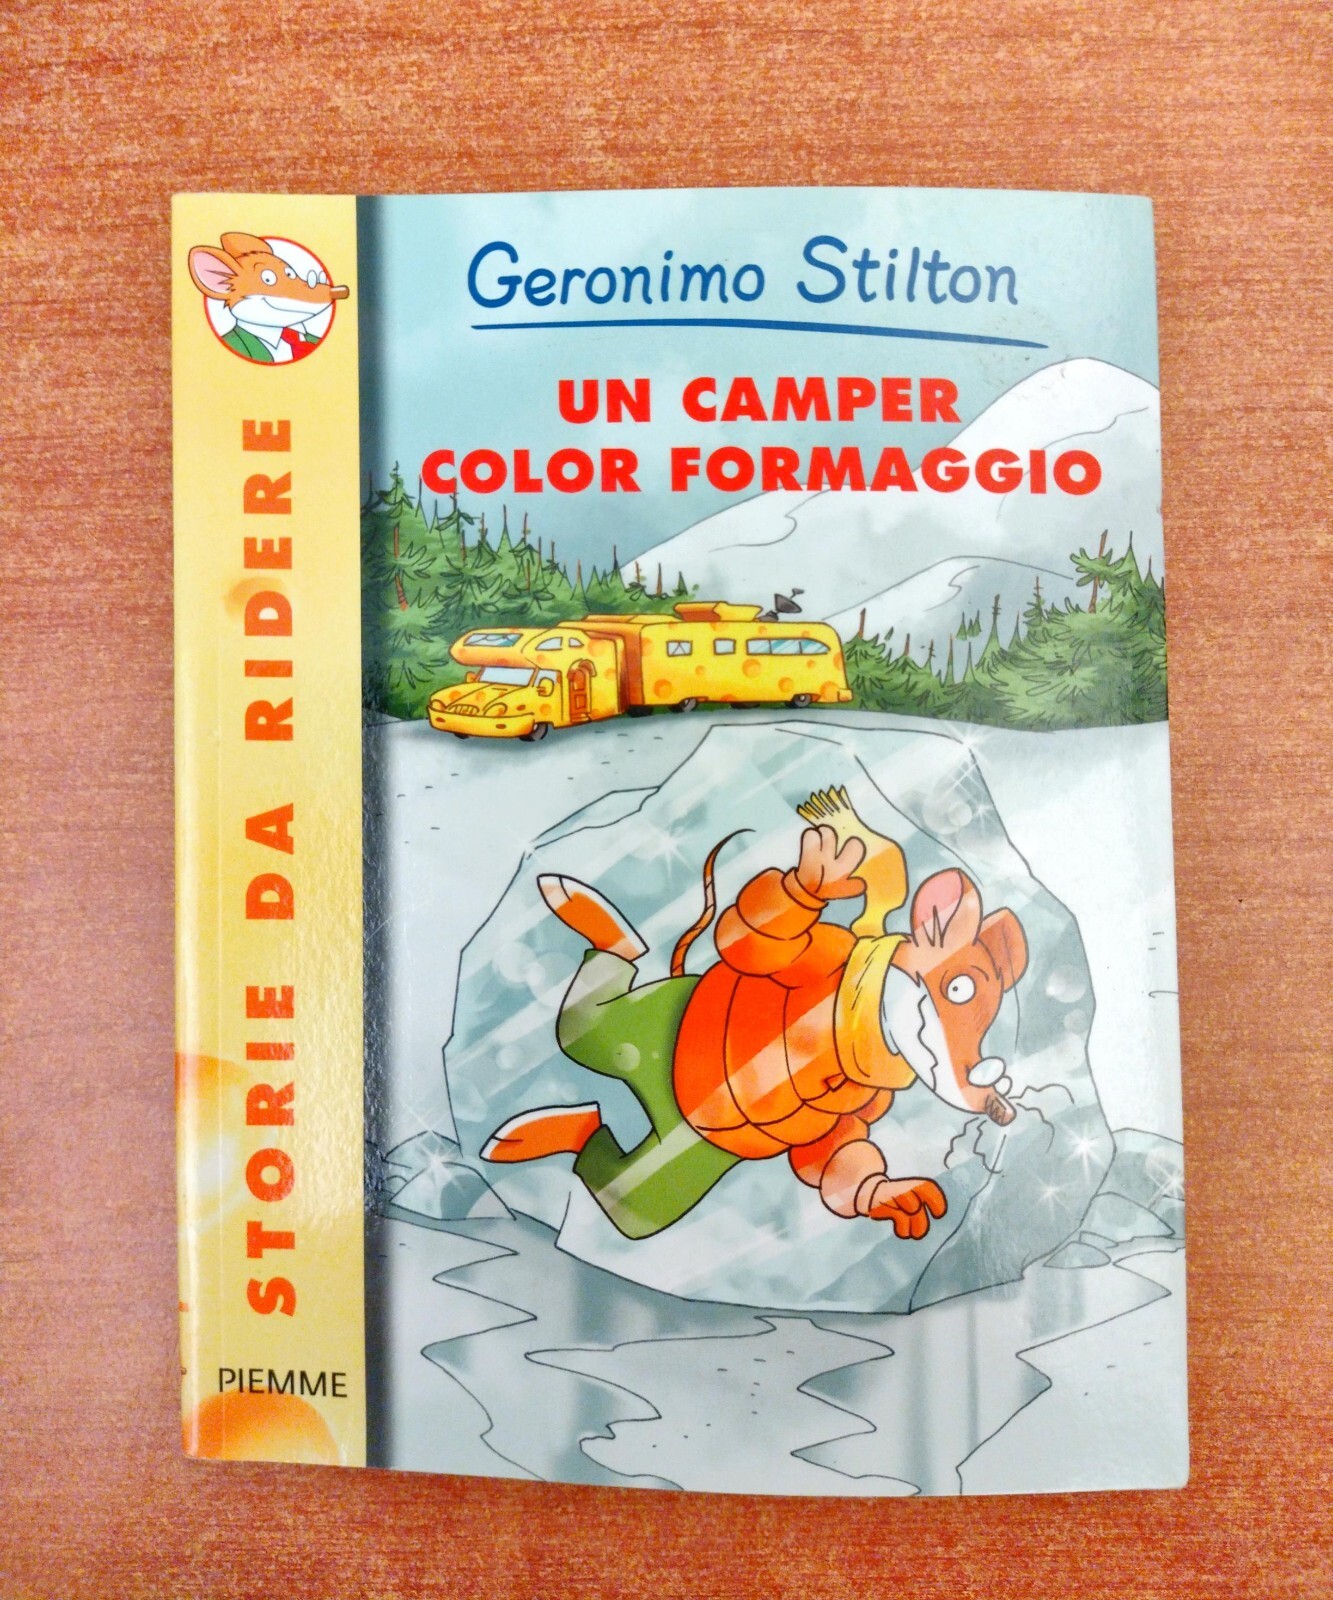 Geronimo Stilton
UN CAMPER
COLOR FORMAGGIO
STORIE DA RIDERE
PIEMME